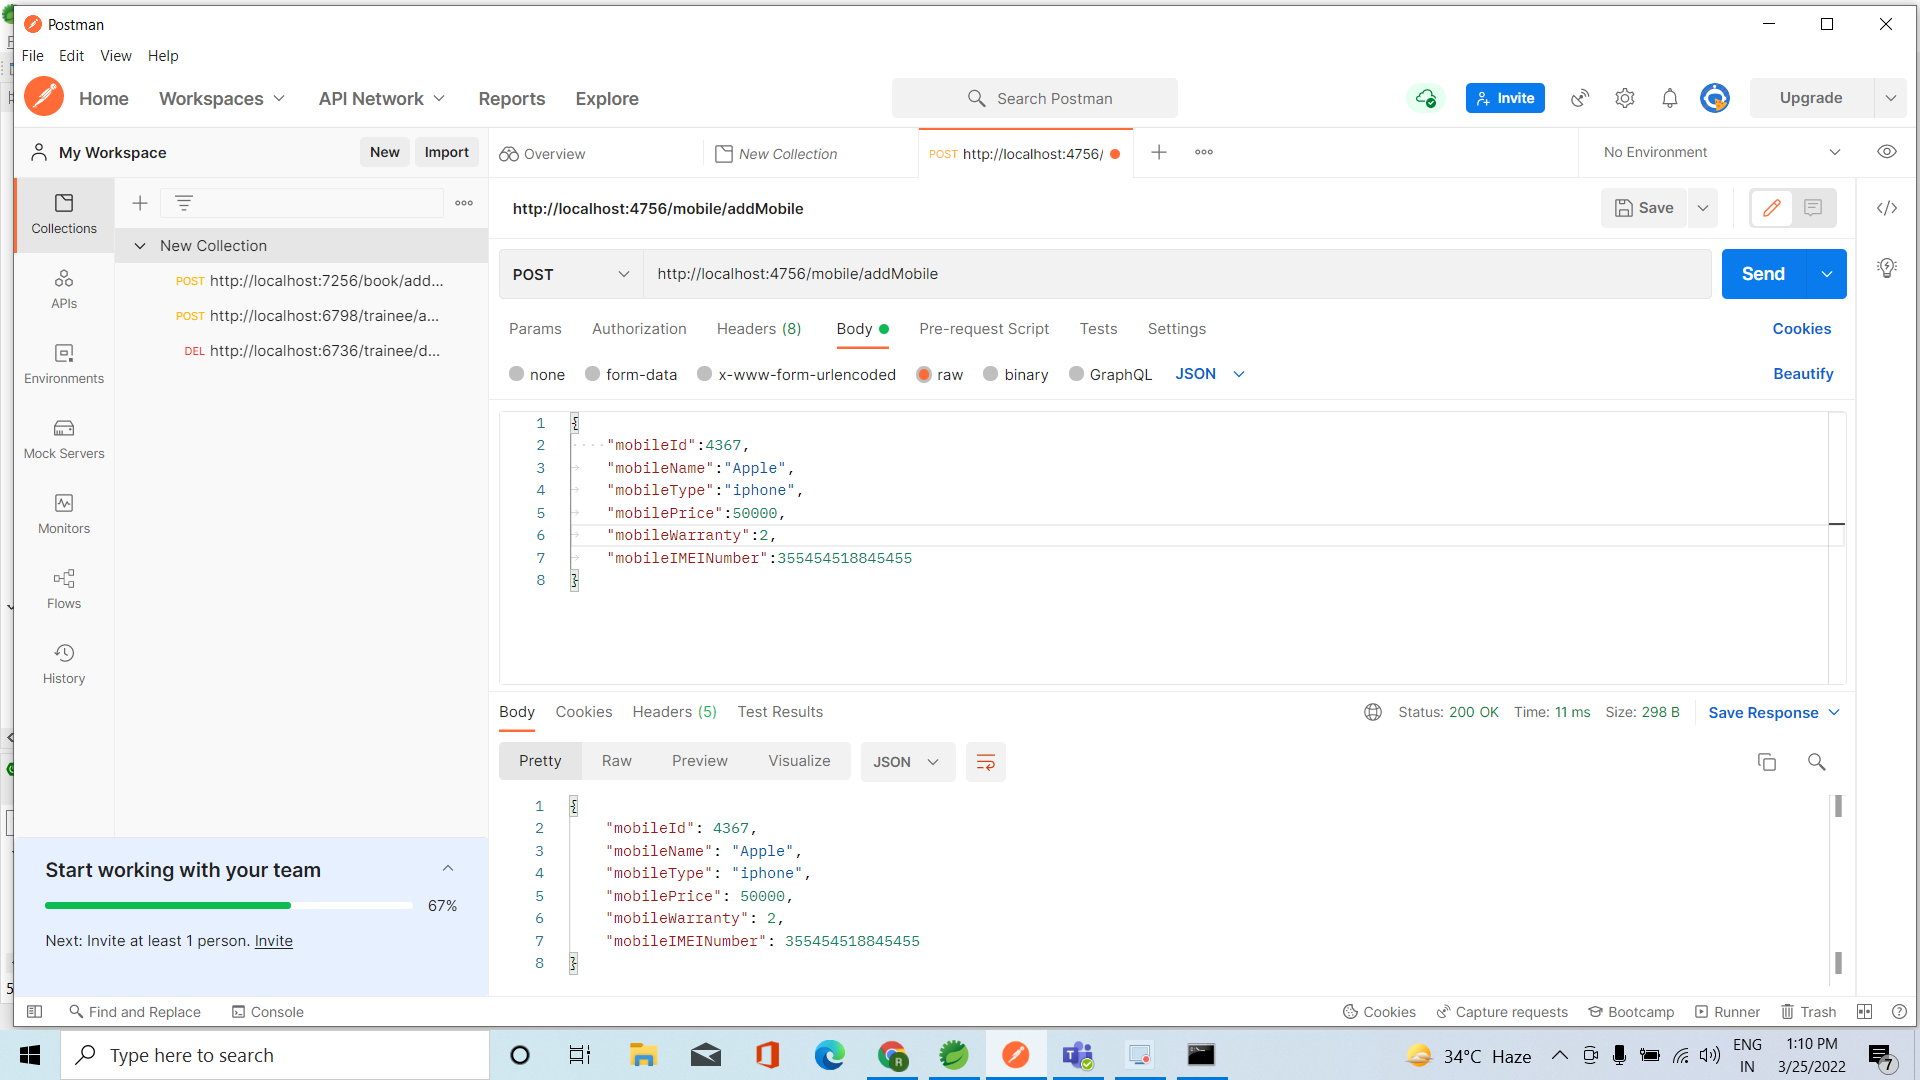 Postman
File Edit View Help
Home Workspaces API Network Reports Explore Search Postman Invite Upgrade
My Workspace New Import Overview New Collection POST http://localhost:4756/ No Environment
http://localhost:4756/mobile/addMobile Save
Collections
New Collection
POST http://localhost:7256/book/add...
POST http://localhost:6798/trainee/a...
DEL http://localhost:6736/trainee/d...
APIs
Environments
Mock Servers
Monitors
Flows
History
POST http://localhost:4756/mobile/addMobile Send
Params Authorization Headers (8) Body Pre-request Script Tests Settings Cookies
none form-data x-www-form-urlencoded raw binary GraphQL JSON Beautify
1 {
2 "mobileId":4367,
3 "mobileName":"Apple",
4 "mobileType":"iphone",
5 "mobilePrice":50000,
6 "mobileWarranty":2,
7 "mobileIMEINumber":355454518845455
8 }
Body Cookies Headers (5) Test Results Status: 200 OK Time: 11 ms Size: 298 B Save Response
Pretty Raw Preview Visualize JSON
1 {
2 "mobileId": 4367,
3 "mobileName": "Apple",
4 "mobileType": "iphone",
5 "mobilePrice": 50000,
6 "mobileWarranty": 2,
7 "mobileIMEINumber": 355454518845455
8 }
Start working with your team
67%
Next: Invite at least 1 person. Invite
Find and Replace Console Cookies Capture requests Bootcamp Runner Trash
Type here to search 34°C Haze ENG IN 1:10 PM 3/25/2022 7